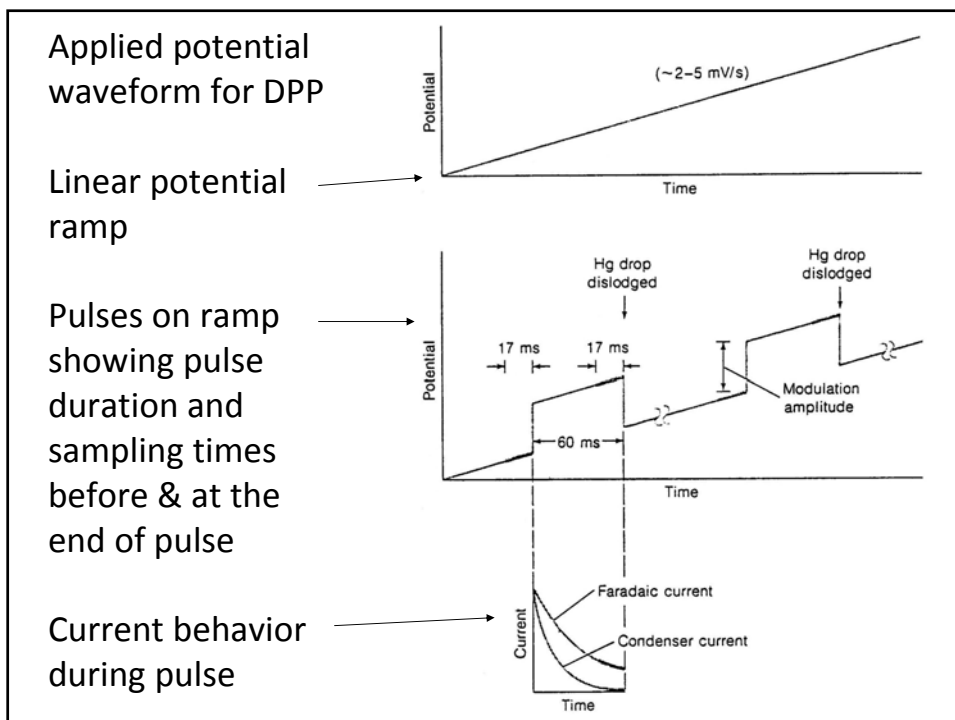 Applied potential
waveform for DPP
Linear potential
ramp
Pulses on ramp
showing pulse
duration and
sampling times
before & at the
end of pulse
Current behavior
during pulse
Potential
(~2–5 mV/s)
Time
Potential
Hg drop
dislodged
Hg drop
dislodged
17 ms
17 ms
60 ms
Modulation
amplitude
Time
Current
Faradaic current
Condenser current
Time